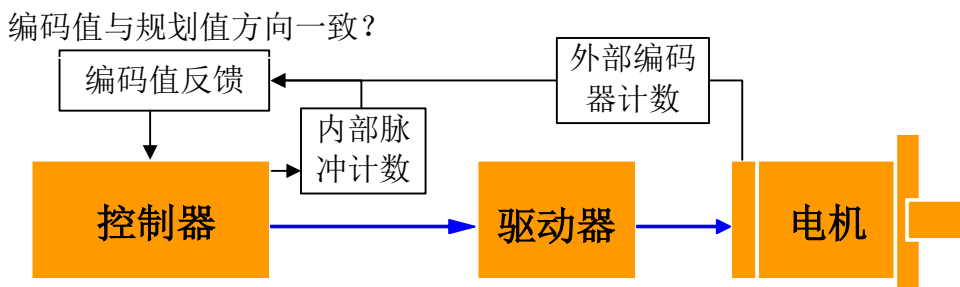 编码值与规划值方向一致？
编码值反馈
外部编码
器计数
内部脉
冲计数
控制器
驱动器
电机